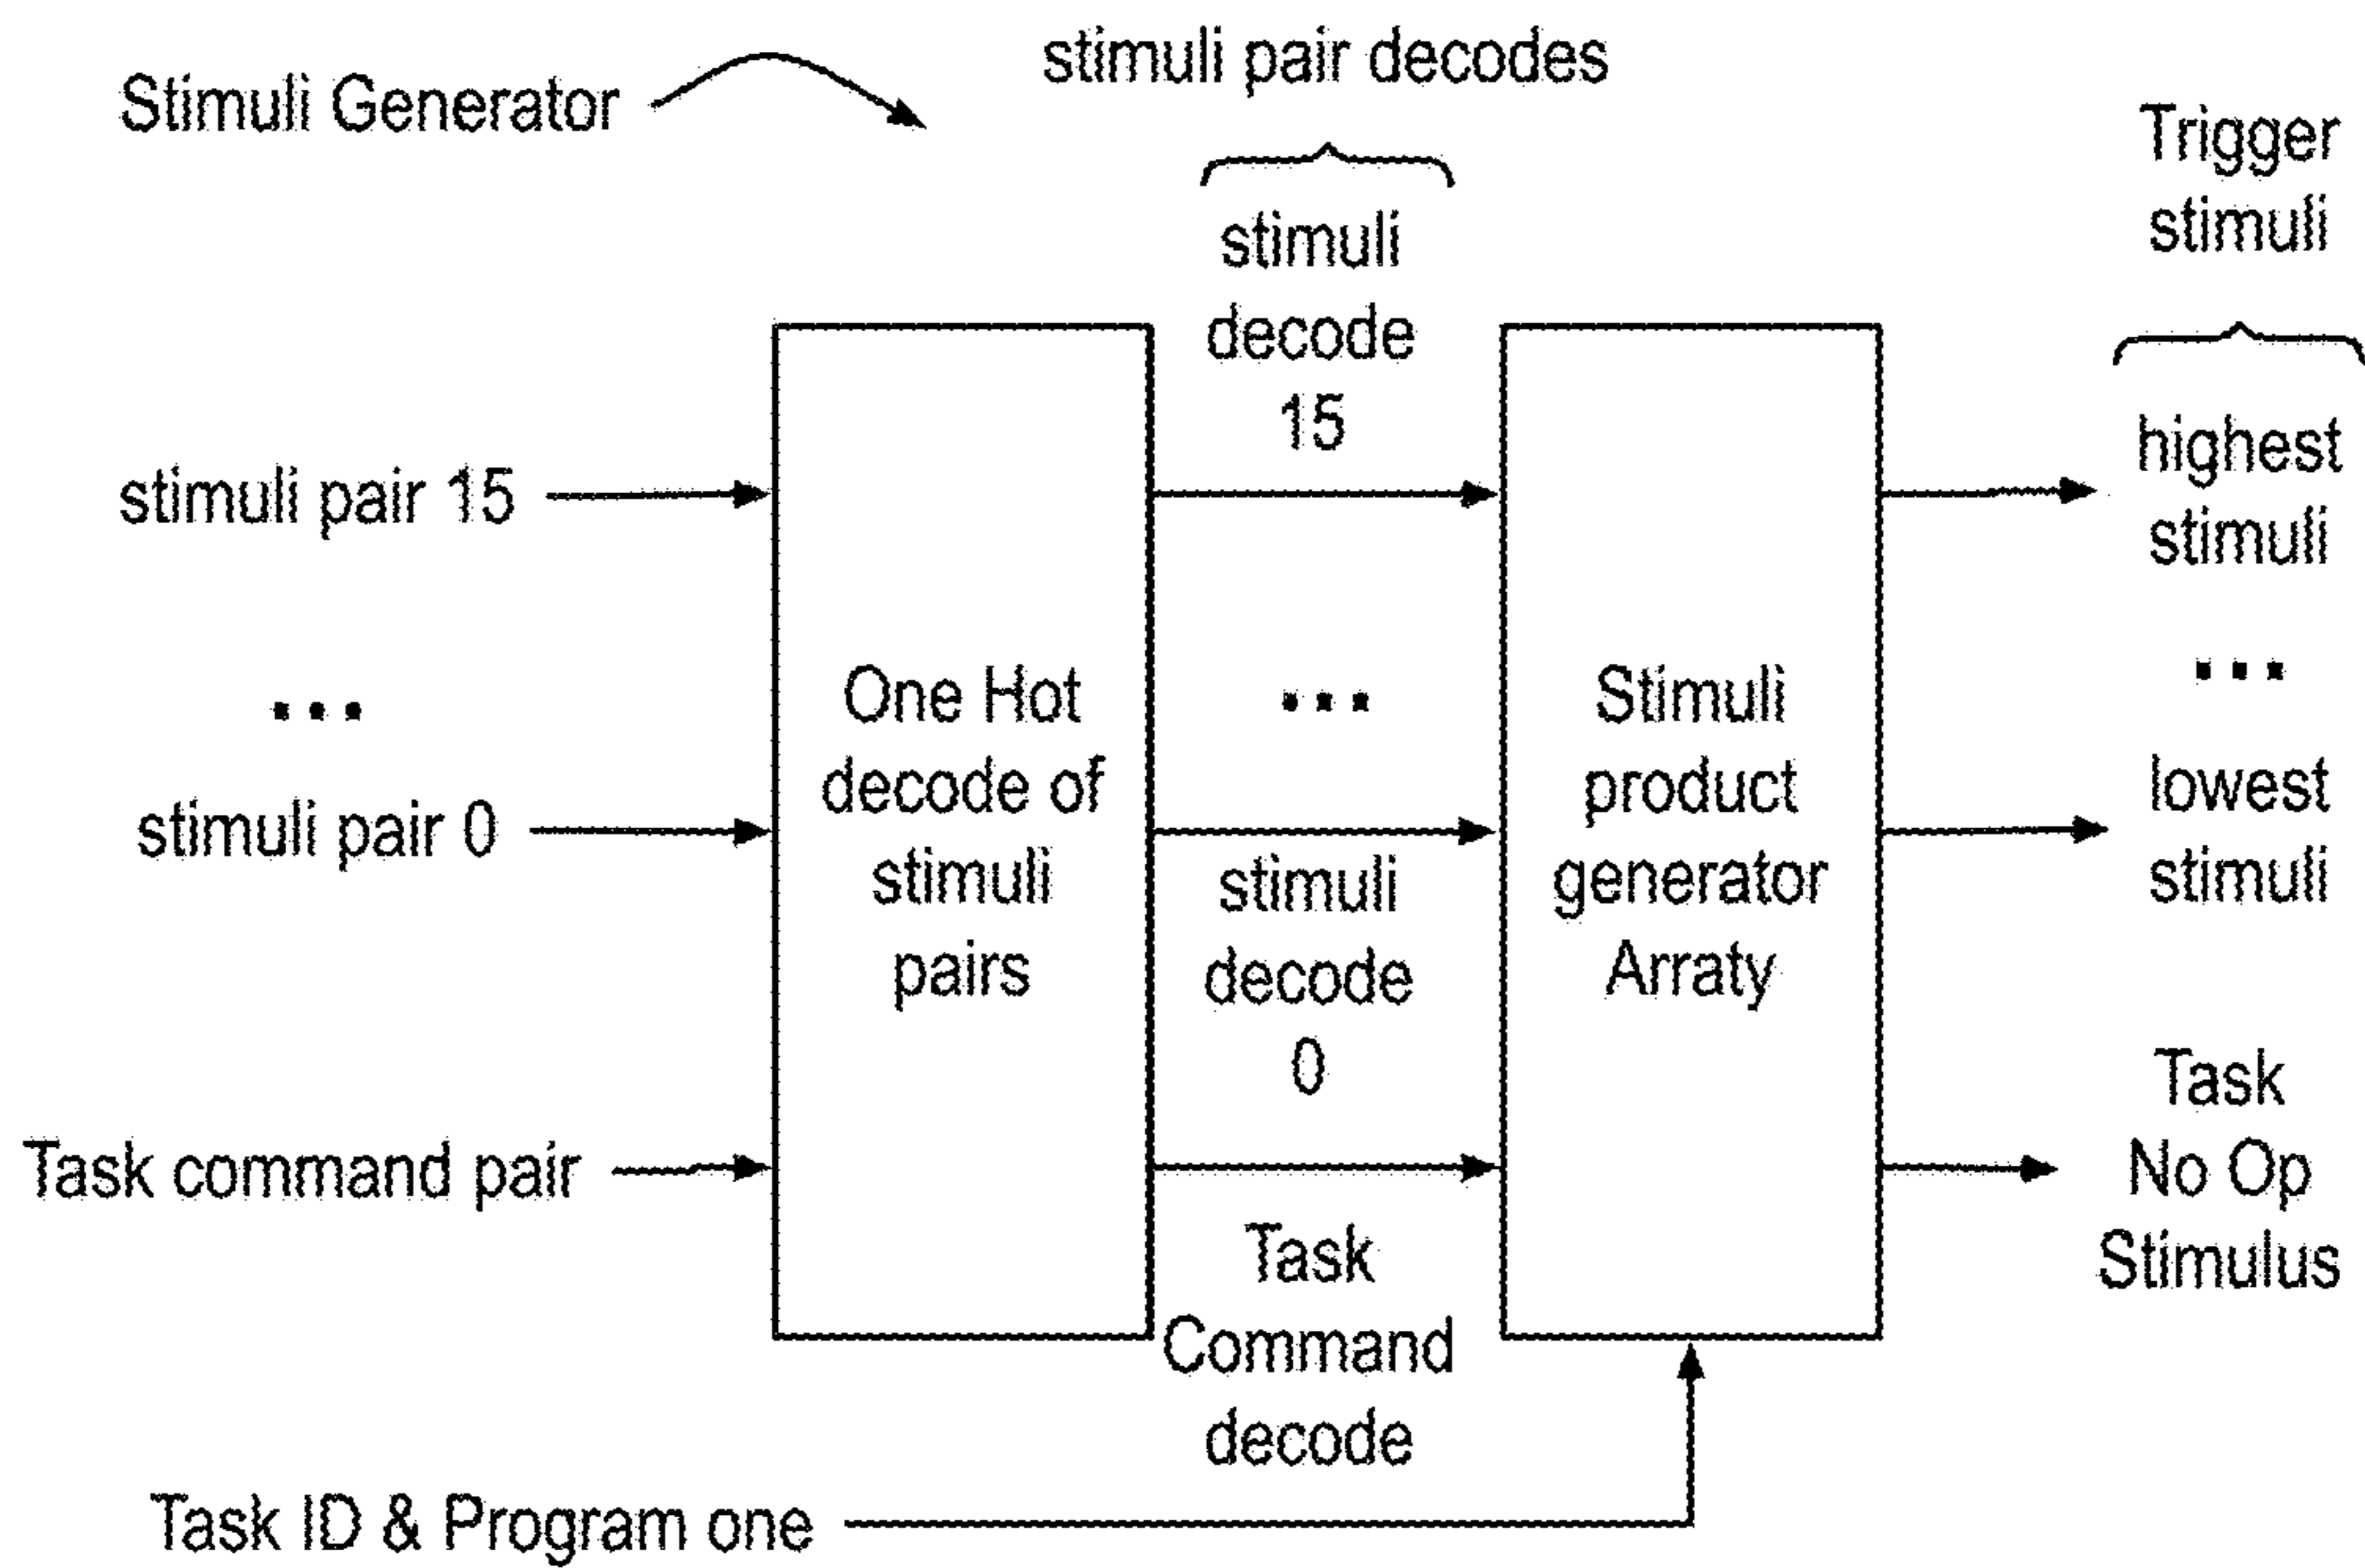 Stimuli Generator
stimuli pair decodes
stimuli
decode
15
Trigger
stimuli
stimuli pair 15
...
stimuli pair 0
Task command pair
One Hot
decode of
stimuli
pairs
...
stimuli
decode
0
Task
Command
decode
Stimuli
product
generator
Arraty
highest
stimuli
...
lowest
stimuli
Task
No Op
Stimulus
Task ID & Program one